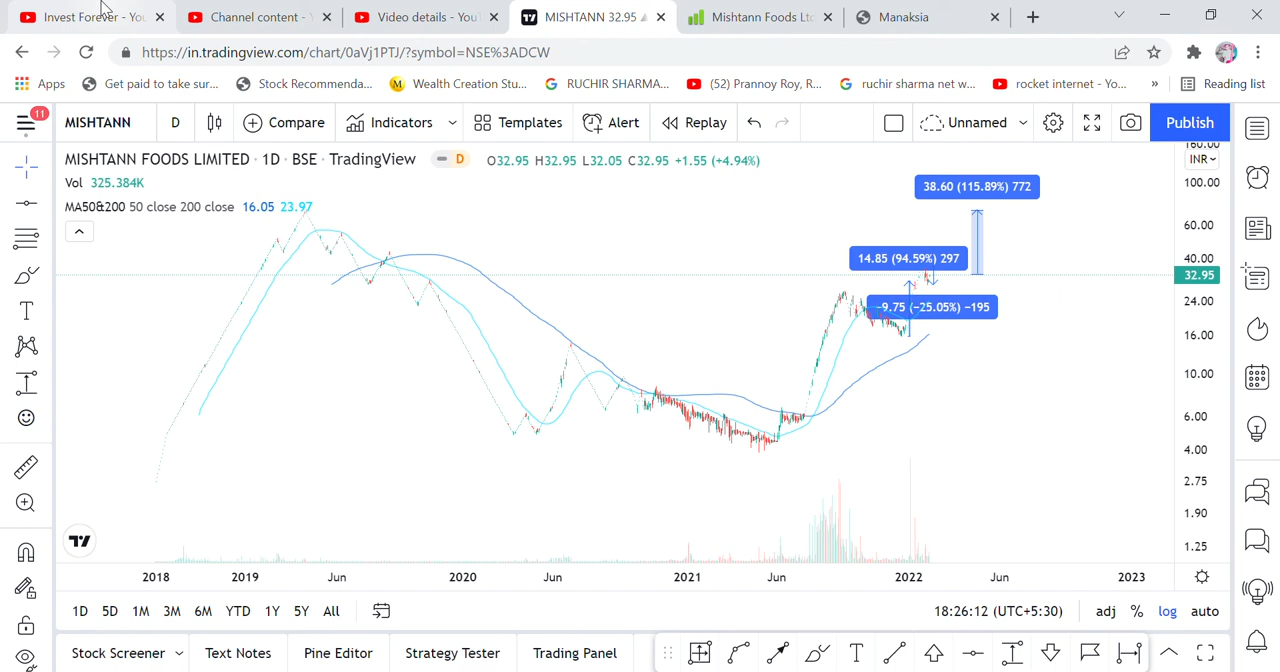 Invest Forever - You
Channel content - Y
Video details - YouT
MISHTANN 32.95
Mishtann Foods Ltd
Manaksia
https://in.tradingview.com/chart/0aVj1PTJ/?symbol=NSE%3ADCW
Apps
Get paid to take sur...
Stock Recommenda...
Wealth Creation Stu...
RUCHIR SHARMA...
(52) Prannoy Roy, R...
ruchir sharma net w...
rocket internet - Yo...
»
Reading list
11
MISHTANN
D
Compare
Indicators
Templates
Alert
Replay
Unnamed
Publish
MISHTANN FOODS LIMITED · 1D · BSE · TradingView
D
O32.95 H32.95 L32.05 C32.95 +1.55 (+4.94%)
Vol 325.384K
MA50&200 50 close 200 close 16.05 23.97
38.60 (115.89%) 772
14.85 (94.59%) 297
−9.75 (−25.05%) −195
160.00
INR
100.00
60.00
40.00
32.95
24.00
16.00
10.00
6.00
4.00
2.75
1.90
1.25
2018 2019 Jun 2020 Jun 2021 Jun 2022 Jun 2023
1D 5D 1M 3M 6M YTD 1Y 5Y All
18:26:12 (UTC+5:30)
adj % log auto
Stock Screener
Text Notes
Pine Editor
Strategy Tester
Trading Panel